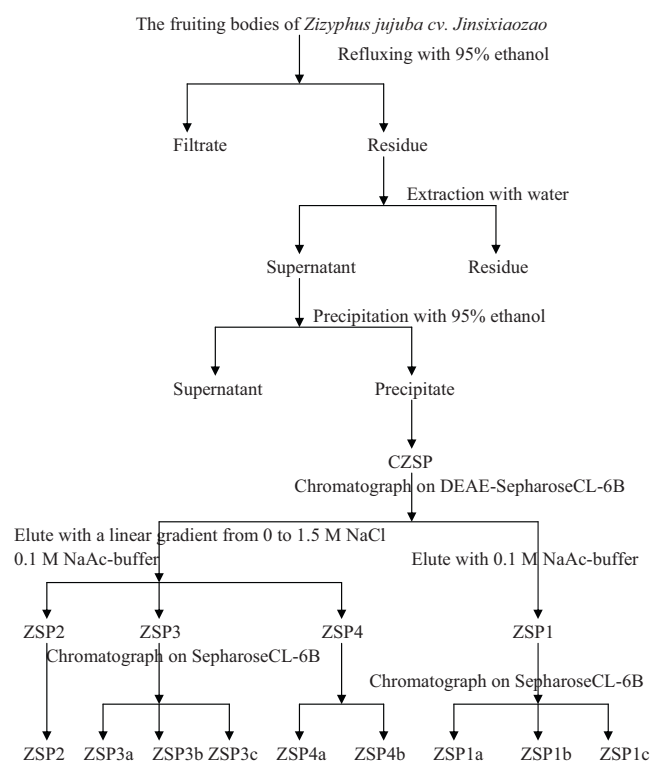 The fruiting bodies of Zizyphus jujuba cv. Jinsixiaozao
Refluxing with 95% ethanol
Filtrate Residue
Extraction with water
Supernatant Residue
Precipitation with 95% ethanol
Supernatant Precipitate
CZSP
Chromatograph on DEAE-SepharoseCL-6B
Elute with a linear gradient from 0 to 1.5 M NaCl
0.1 M NaAc-buffer Elute with 0.1 M NaAc-buffer
ZSP2 ZSP3 ZSP4 ZSP1
Chromatograph on SepharoseCL-6B
Chromatograph on SepharoseCL-6B
ZSP2 ZSP3a ZSP3b ZSP3c ZSP4a ZSP4b ZSP1a ZSP1b ZSP1c